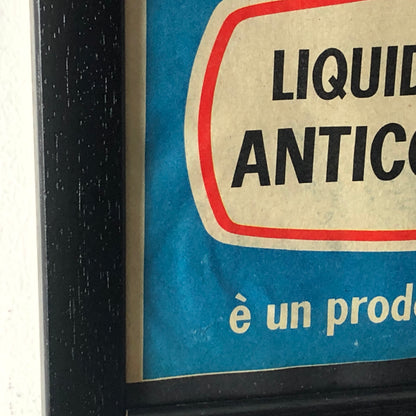 LIQUID
ANTICO
è un prod